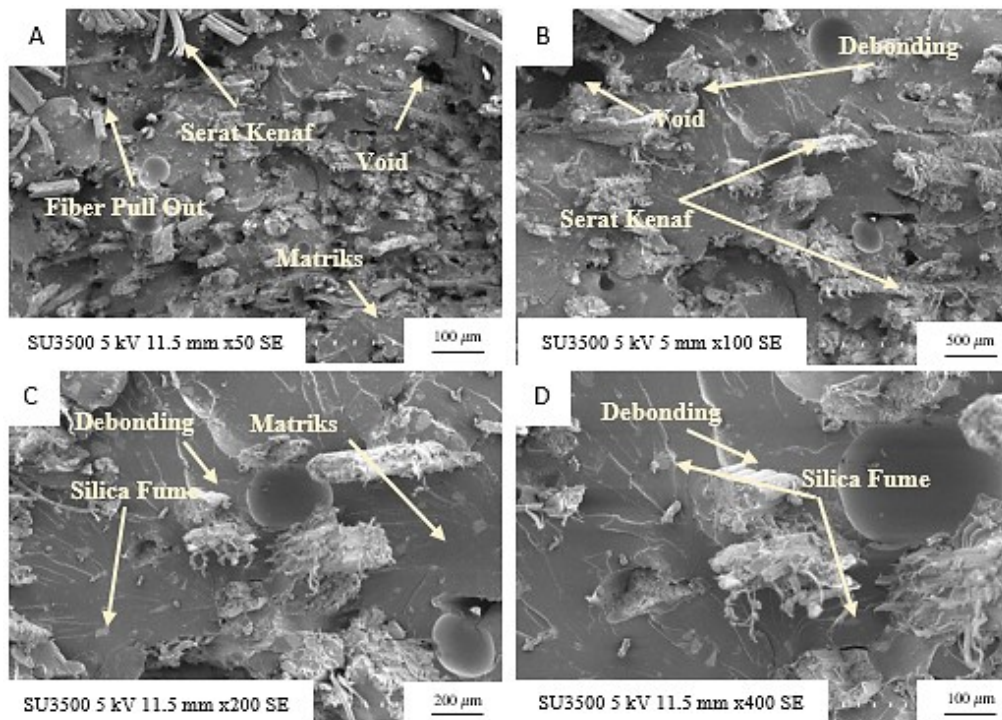 A
Serat Kenaf
Void
Fiber Pull Out
Matriks
SU3500 5 kV 11.5 mm x50 SE
100 µm
B
Debonding
Void
Serat Kenaf
SU3500 5 kV 5 mm x100 SE
500 µm
C
Debonding
Matriks
Silica Fume
SU3500 5 kV 11.5 mm x200 SE
200 µm
D
Debonding
Silica Fume
SU3500 5 kV 11.5 mm x400 SE
100 µm